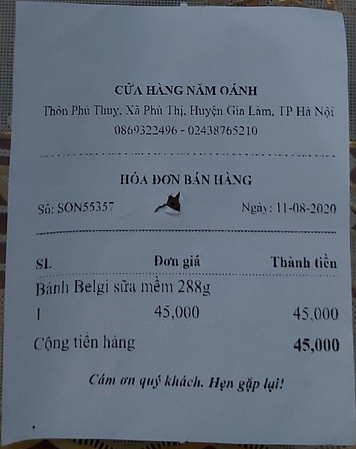 CỬA HÀNG NĂM OÁNH
Thôn Phú Thụy, Xã Phú Thị, Huyện Gia Lâm, TP Hà Nội
0869322496 - 02438765210
HÓA ĐƠN BÁN HÀNG
Số: SON55357 Ngày: 11-08-2020
SL Đơn giá Thành tiền
Bánh Belgi sữa mềm 288g
1 45,000 45,000
Cộng tiền hàng 45,000
Cám ơn quý khách. Hẹn gặp lại!